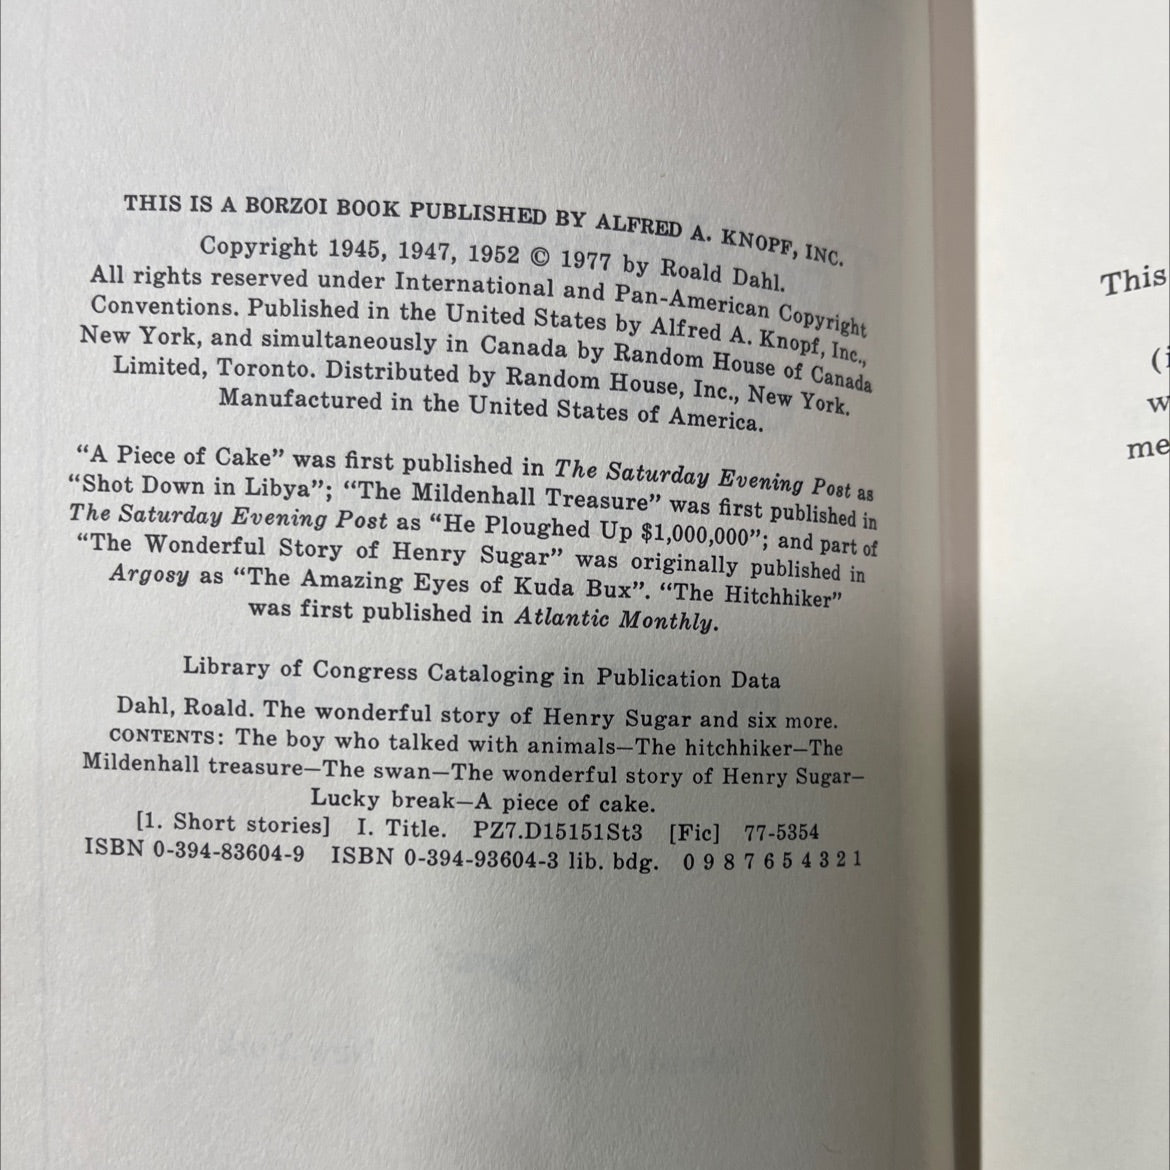 THIS IS A BORZOI BOOK PUBLISHED BY ALFRED A. KNOPF, INC.
Copyright 1945, 1947, 1952 © 1977 by Roald Dahl.
All rights reserved under International and Pan-American Copyright
Conventions. Published in the United States by Alfred A. Knopf, Inc.,
New York, and simultaneously in Canada by Random House of Canada
Limited, Toronto. Distributed by Random House, Inc., New York.
Manufactured in the United States of America.
“A Piece of Cake” was first published in The Saturday Evening Post as
“Shot Down in Libya”; “The Mildenhall Treasure” was first published in
The Saturday Evening Post as “He Ploughed Up $1,000,000”; and part of
“The Wonderful Story of Henry Sugar” was originally published in
Argosy as “The Amazing Eyes of Kuda Bux”. “The Hitchhiker”
was first published in Atlantic Monthly.
Library of Congress Cataloging in Publication Data
Dahl, Roald. The wonderful story of Henry Sugar and six more.
CONTENTS: The boy who talked with animals—The hitchhiker—The
Mildenhall treasure—The swan—The wonderful story of Henry Sugar—
Lucky break—A piece of cake.
[1. Short stories] I. Title. PZ7.D15151St3 [Fic] 77-5354
ISBN 0-394-83604-9 ISBN 0-394-93604-3 lib. bdg. 0 9 8 7 6 5 4 3 2 1
This
(i
w
me